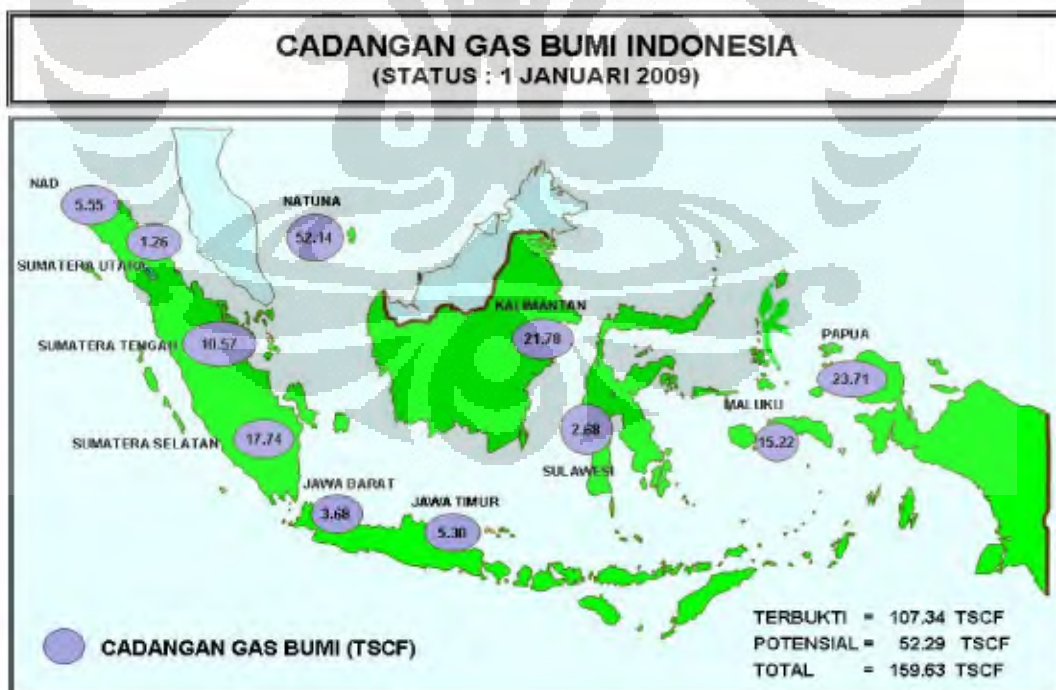 CADANGAN GAS BUMI INDONESIA
(STATUS : 1 JANUARI 2009)
NAD
5.55
1.26
SUMATERA UTARA
NATUNA
52.14
KALIMANTAN
21.78
SUMATERA TENGAH
10.57
PAPUA
23.71
MALUKU
15.22
SUMATERA SELATAN
17.74
2.68
SULAWESI
JAWA BARAT
3.68
JAWA TIMUR
5.30
CADANGAN GAS BUMI (TSCF)
TERBUKTI = 107.34 TSCF
POTENSIAL = 52.29 TSCF
TOTAL = 159.63 TSCF